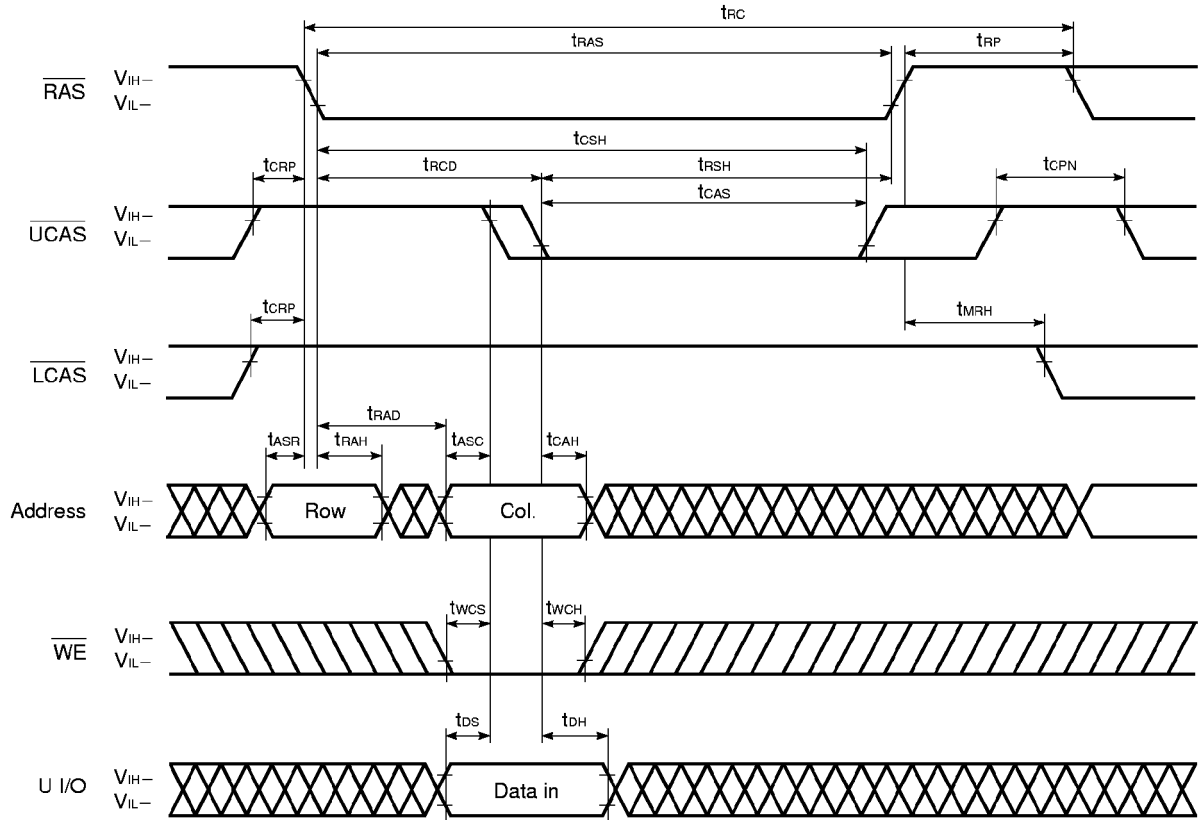 tRC
tRAS
tRP
RAS
VIH–
VIL–
tCSH
tCRP
tRCD
tRSH
tCPN
tCAS
UCAS
VIH–
VIL–
tCRP
tMRH
LCAS
VIH–
VIL–
tRAD
tASR
tRAH
tASC
tCAH
Address
VIH–
VIL–
Row
Col.
tWCS
tWCH
WE
VIH–
VIL–
tDS
tDH
U I/O
VIH–
VIL–
Data in